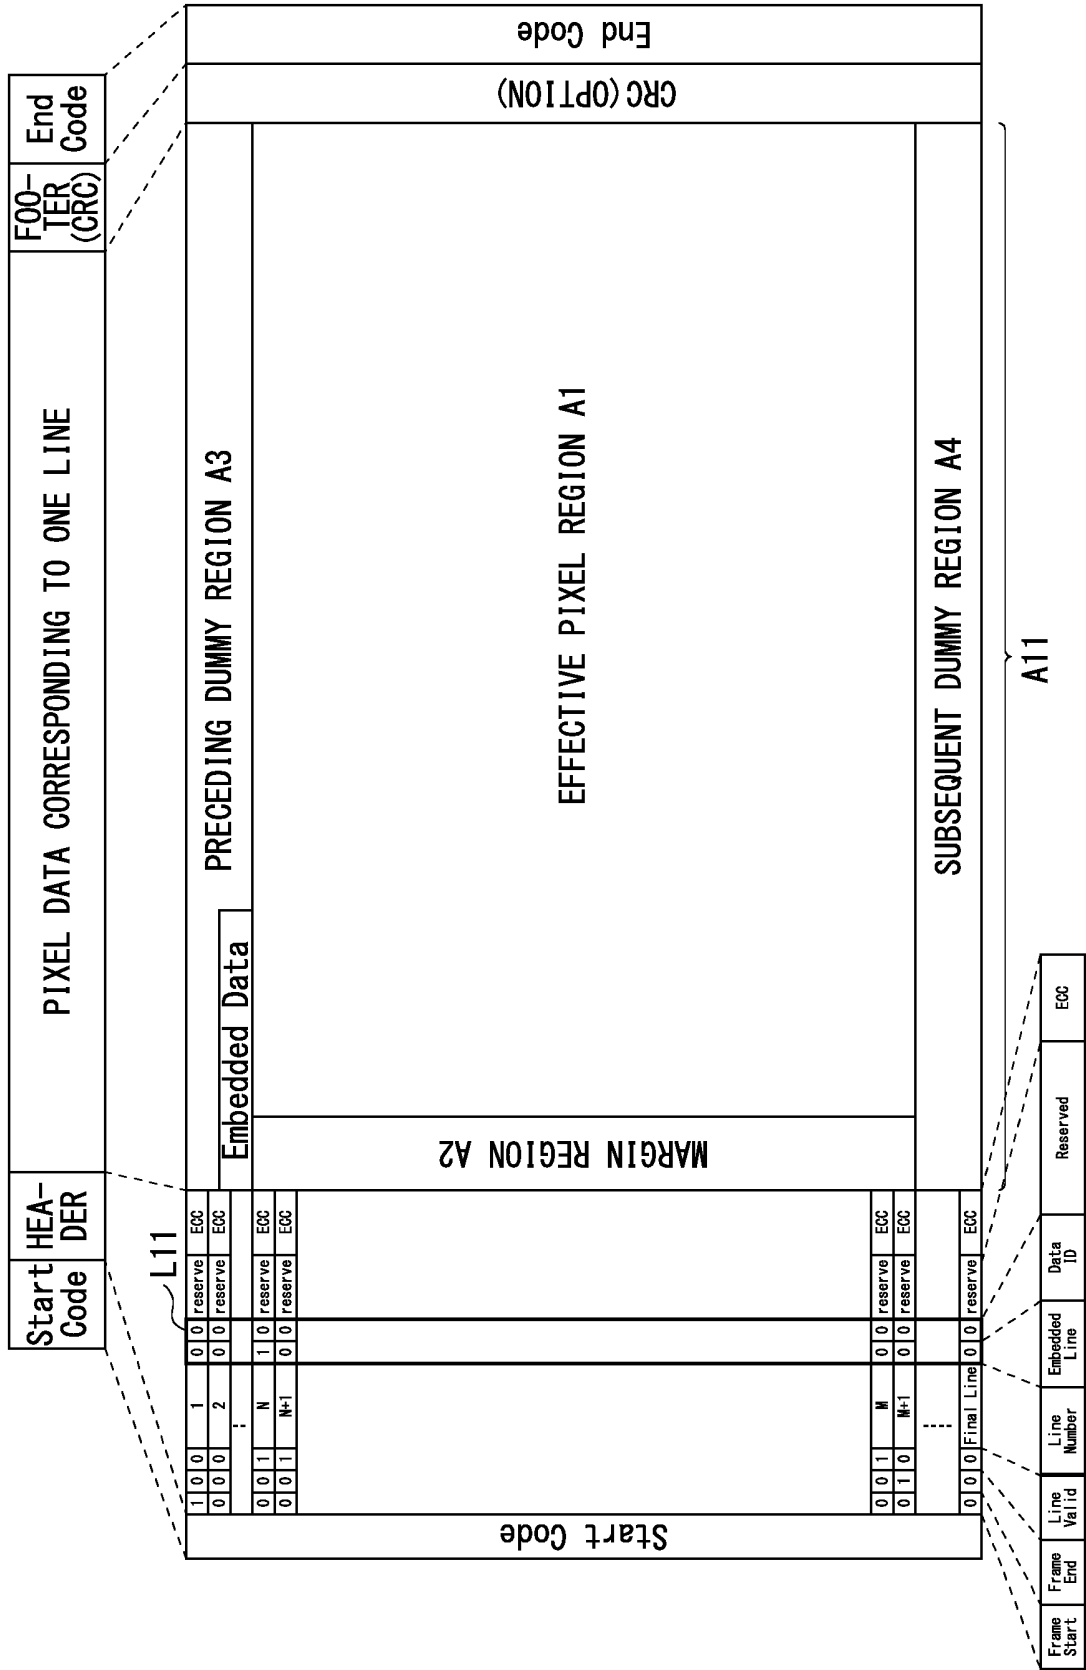 Start
Code
HEA-
DER
PIXEL DATA CORRESPONDING TO ONE LINE
FOO-
TER
(CRC)
End
Code
L11
Start Code
1 0 0 1 0 0 reserve ECC
0 0 0 2 0 0 reserve ECC
0 0 1 N 1 0 reserve ECC
0 0 1 N+1 0 0 reserve ECC
0 0 1 M 0 0 reserve ECC
0 1 0 M+1 0 0 reserve ECC
0 0 0 Final Line 0 0 reserve ECC
PRECEDING DUMMY REGION A3
Embedded Data
MARGIN REGION A2
EFFECTIVE PIXEL REGION A1
SUBSEQUENT DUMMY REGION A4
CRC(OPTION)
End Code
A11
Frame
Start
Frame
End
Line
Valid
Line
Number
Embedded
Line
Data
ID
Reserved
ECC